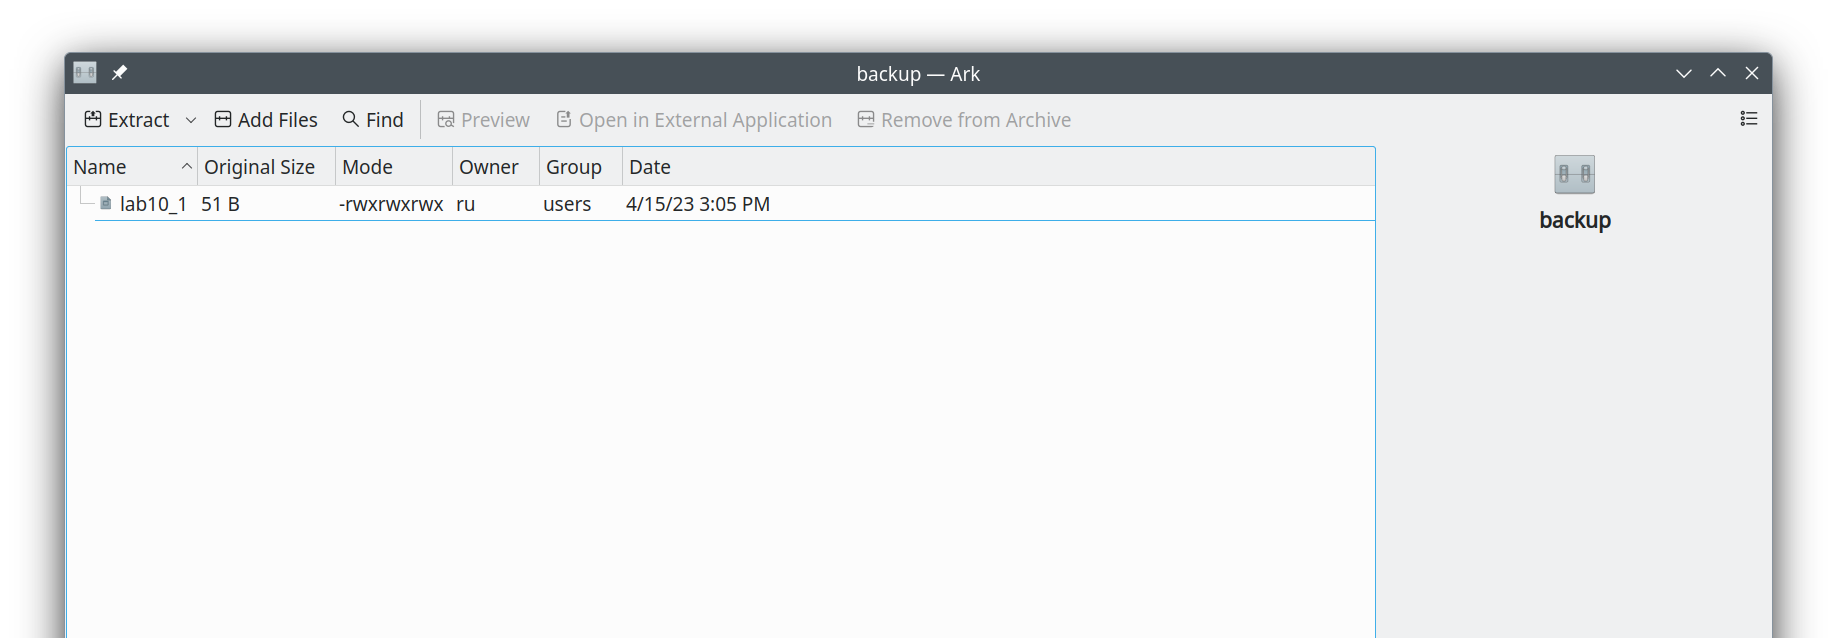 backup — Ark
Extract Add Files Find Preview Open in External Application Remove from Archive
Name Original Size Mode Owner Group Date
lab10_1 51 B -rwxrwxrwx ru users 4/15/23 3:05 PM
backup